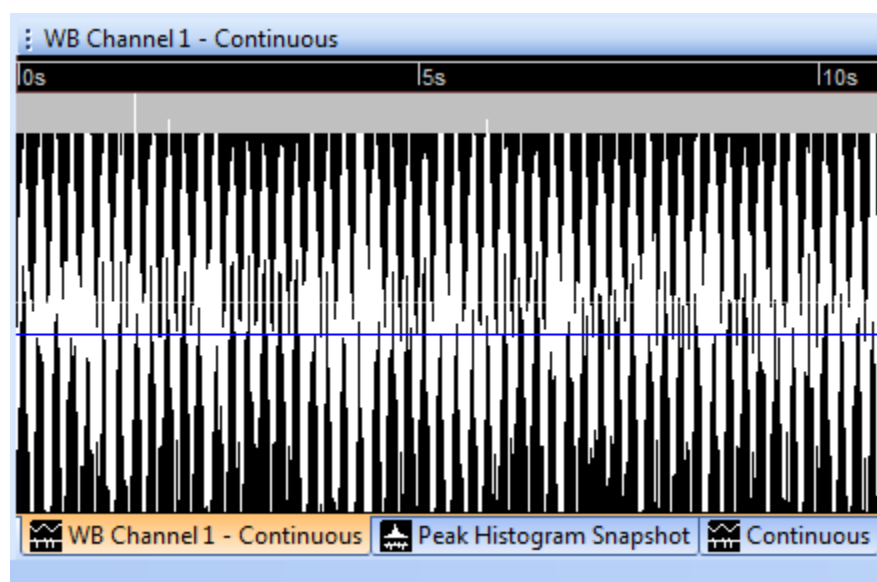 WB Channel 1 - Continuous
0s 5s 10s
WB Channel 1 - Continuous Peak Histogram Snapshot Continuous